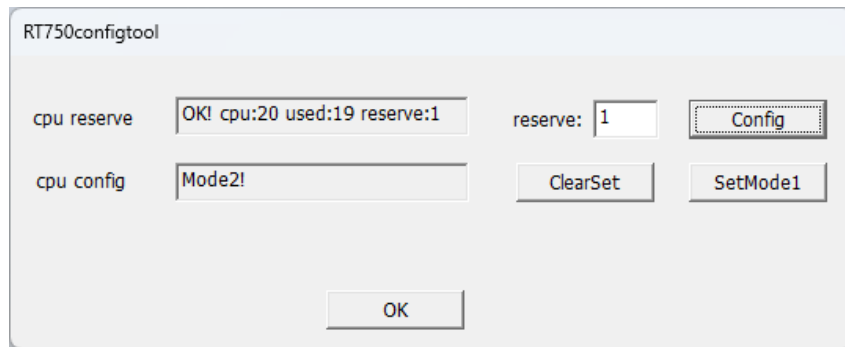 RT750configtool
cpu reserve OK! cpu:20 used:19 reserve:1 reserve: 1 Config
cpu config Mode2! ClearSet SetMode1
OK